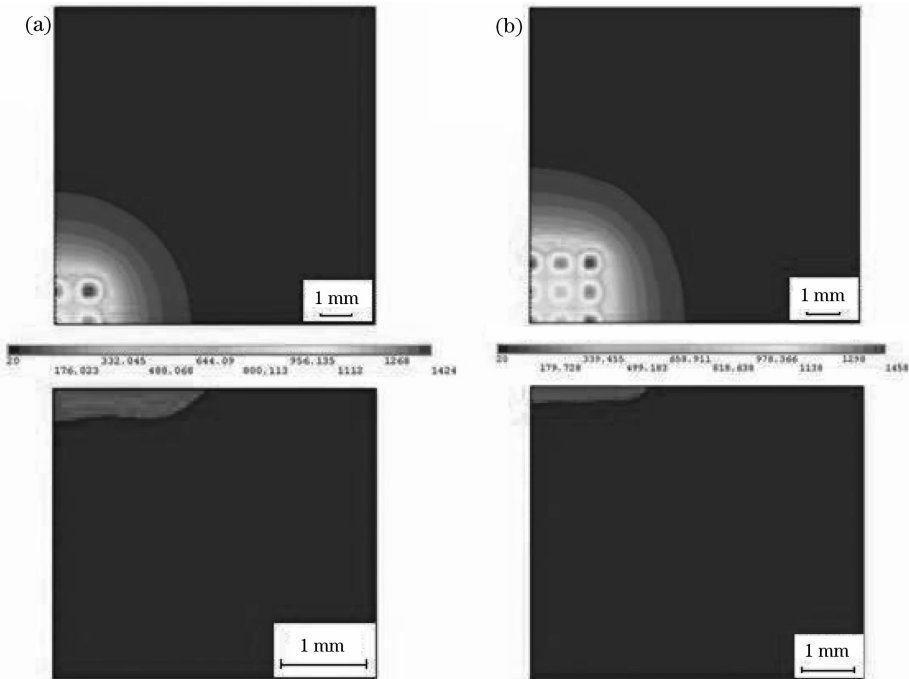 (a)
(b)
1 mm
1 mm
20 332.045 644.09 956.135 1268
176.023 488.068 800.113 1112 1424
20 339.455 658.911 978.366 1298
179.728 499.183 818.638 1138 1458
1 mm
1 mm